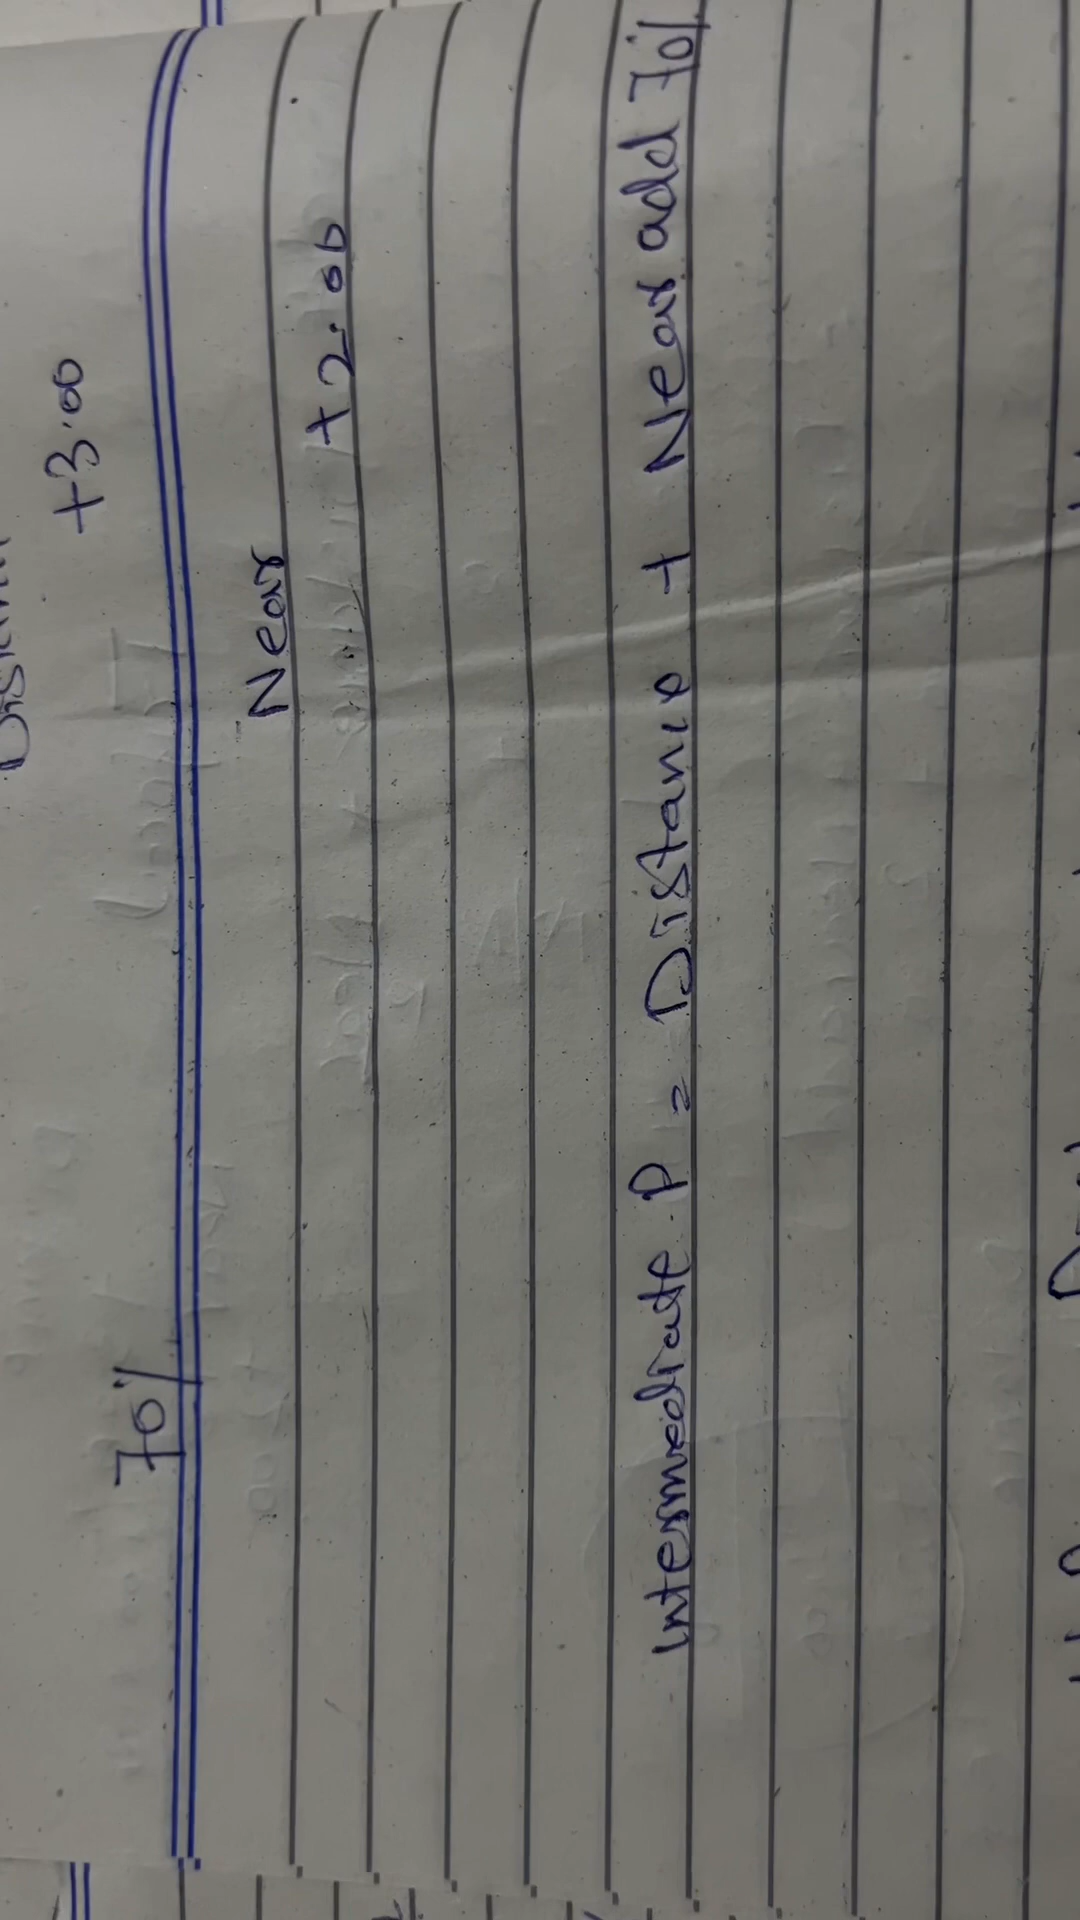 +3.00
70%
Near
+2.00
Intermediate P = Distance + Near add 70%